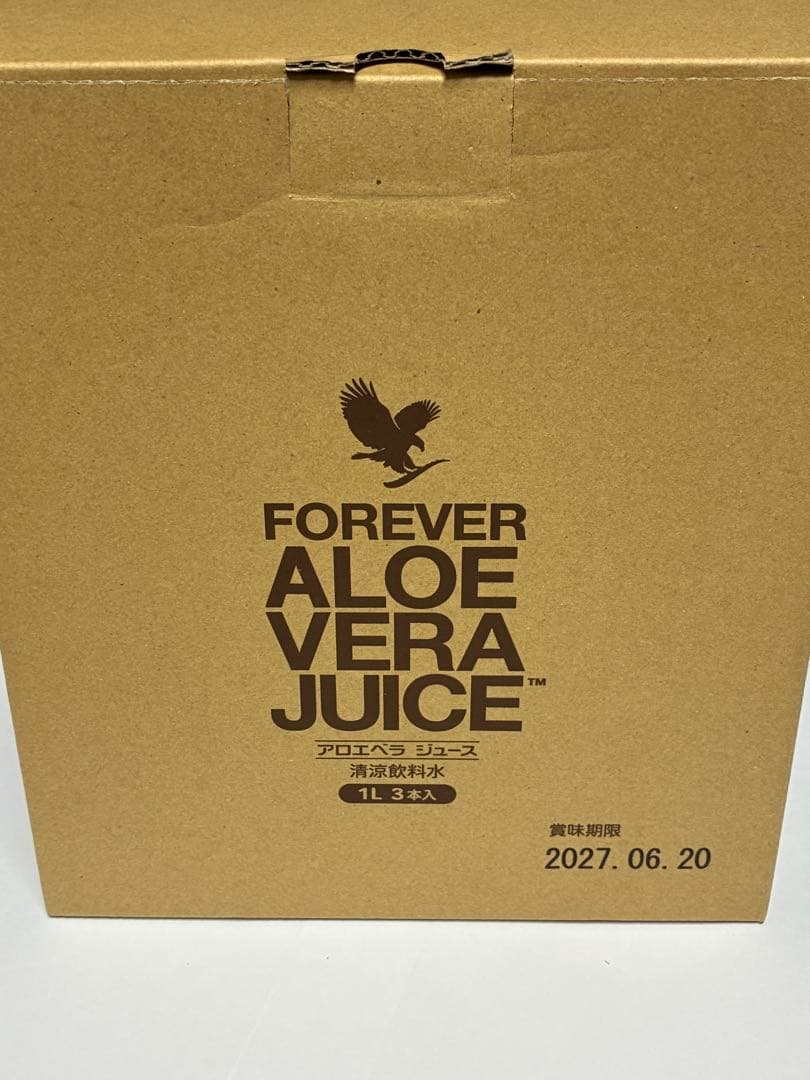 FOREVER
ALOE
VERA
JUICE™
アロエベラ ジュース
清涼飲料水
1L 3本入
賞味期限
2027.06.20